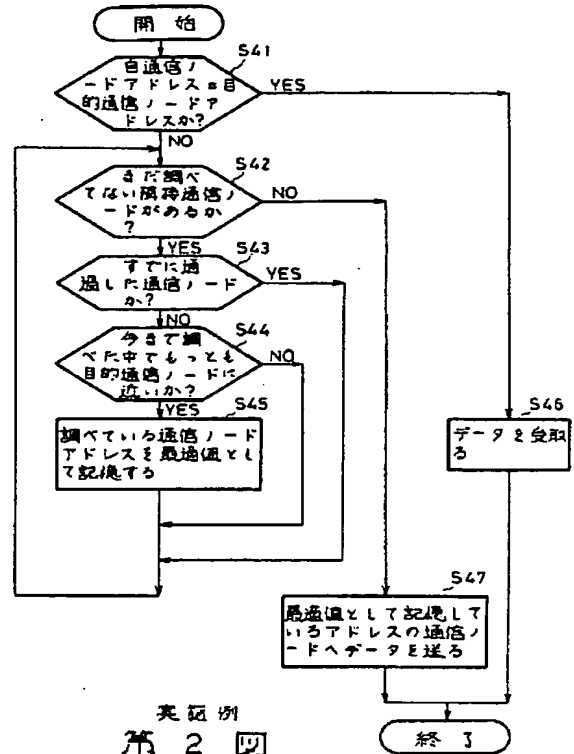 開始
S41
自通信ノ
ードアドレス=目
的通信ノードア
ドレスか?
YES
NO
S42
まだ調べ
てない隣接通信ノ
ードがあるか
?
NO
YES
S43
すでに通
過した通信ノード
か?
YES
NO
S44
今まで調
べた中でもっとも
目的通信ノードに
近いか?
NO
YES
S45
調べている通信ノード
アドレスを最適値とし
て記憶する
S46
データを受取
る
S47
最適値として記憶して
いるアドレスの通信ノ
ードへデータを送る
実施例
第2図
終了